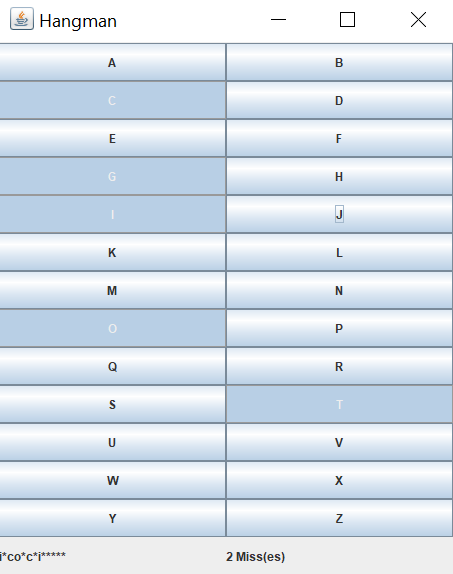 Hangman
A B
C D
E F
G H
I J
K L
M N
O P
Q R
S T
U V
W X
Y Z
i*co*c*i***** 2 Miss(es)